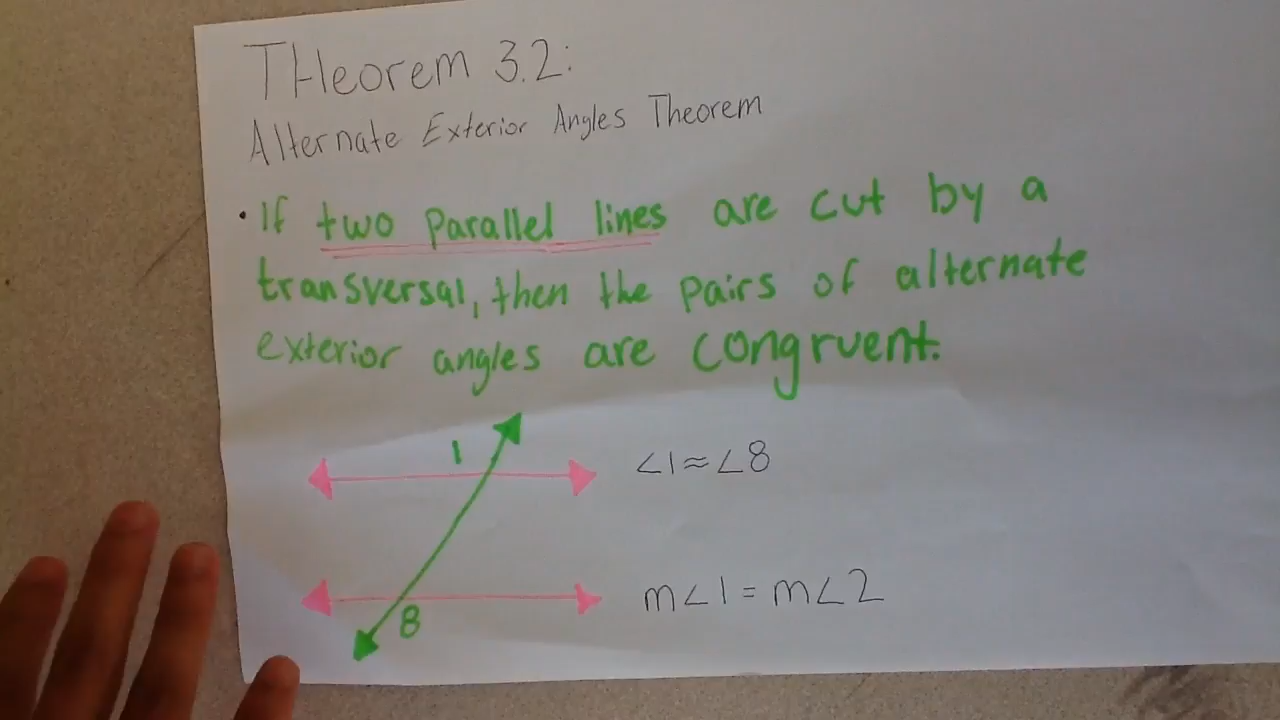 THeorem 3.2:
Alternate Exterior Angles Theorem
• If two parallel lines are cut by a
transversal, then the pairs of alternate
exterior angles are congruent.
1
∠1≈∠8
m∠1=m∠2
8